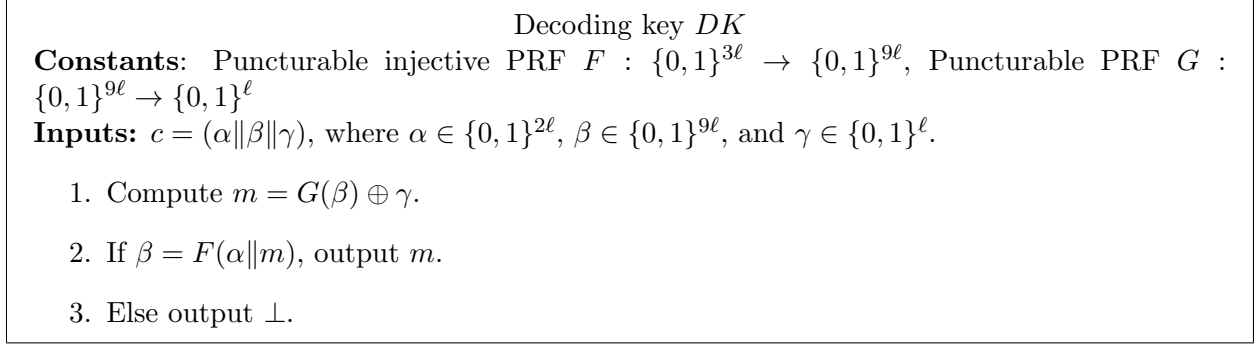 Decoding key DK
Constants: Puncturable injective PRF F : {0, 1}^{3ℓ} → {0, 1}^{9ℓ}, Puncturable PRF G :
{0, 1}^{9ℓ} → {0, 1}^ℓ
Inputs: c = (α‖β‖γ), where α ∈ {0, 1}^{2ℓ}, β ∈ {0, 1}^{9ℓ}, and γ ∈ {0, 1}^ℓ.
1. Compute m = G(β) ⊕ γ.
2. If β = F(α‖m), output m.
3. Else output ⊥.